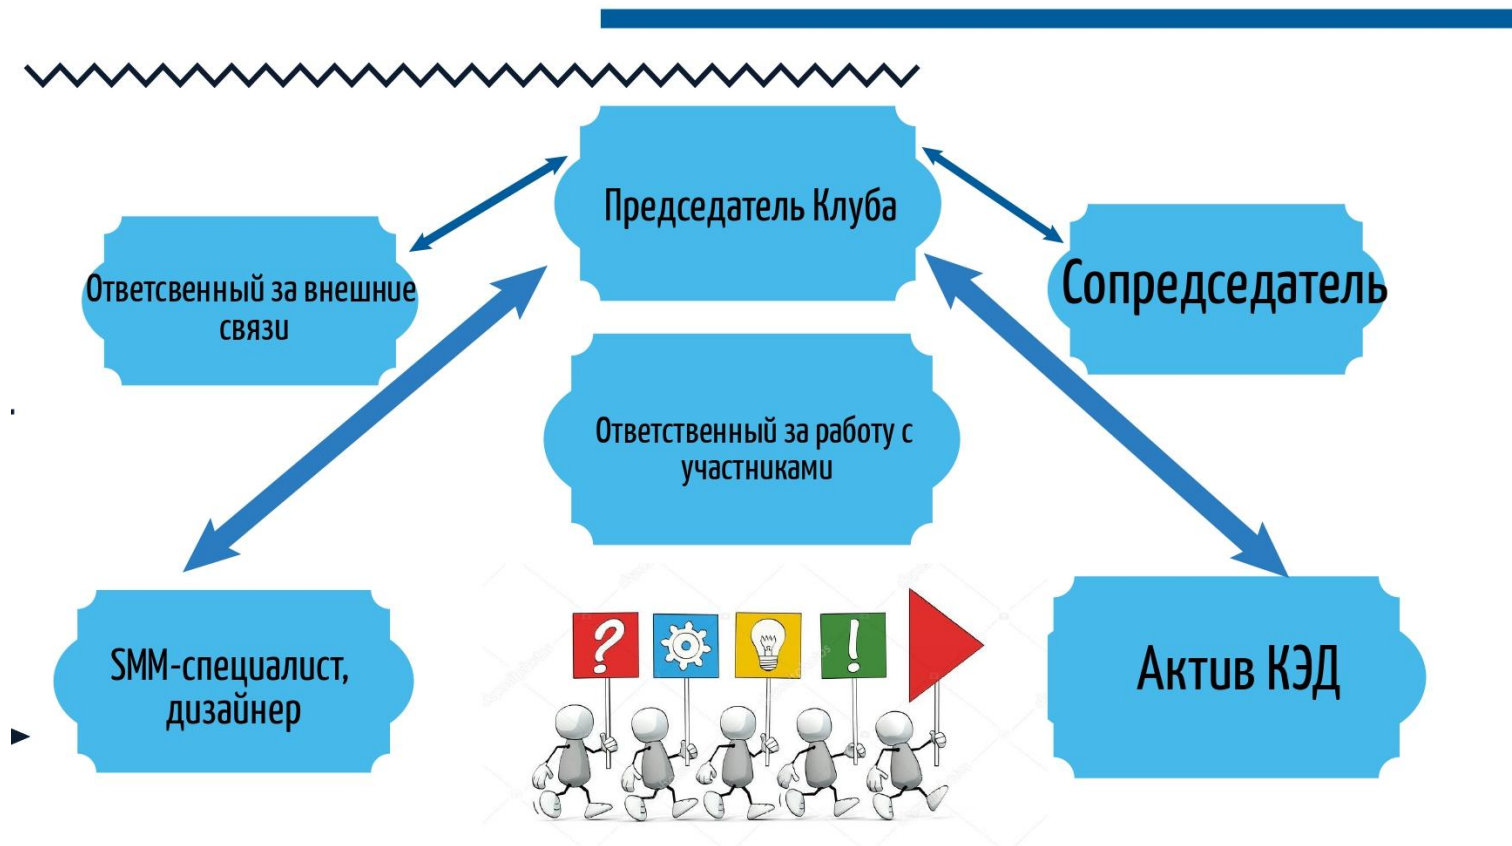 Председатель Клуба
Ответсвенный за внешние
связи
Сопредседатель
Ответственный за работу с
участниками
SMM-специалист,
дизайнер
Актив КЭД
?
!